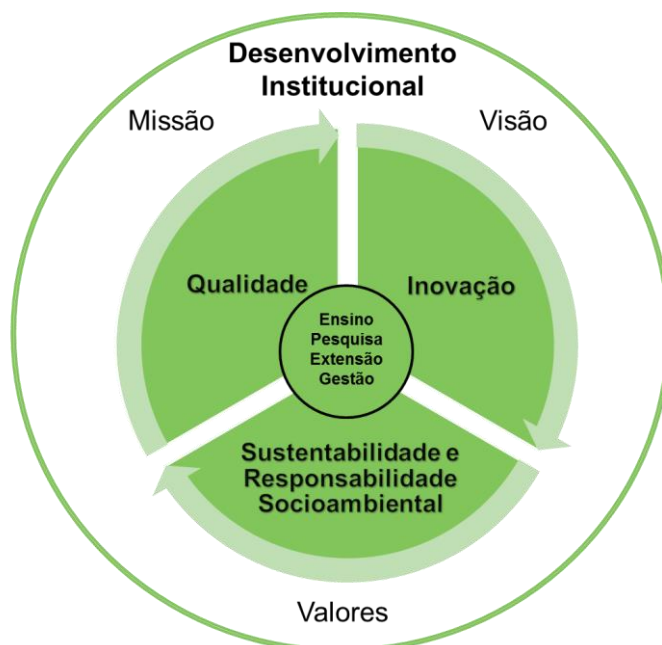 Desenvolvimento
Institucional
Missão
Visão
Qualidade
Inovação
Ensino
Pesquisa
Extensão
Gestão
Sustentabilidade e
Responsabilidade
Socioambiental
Valores